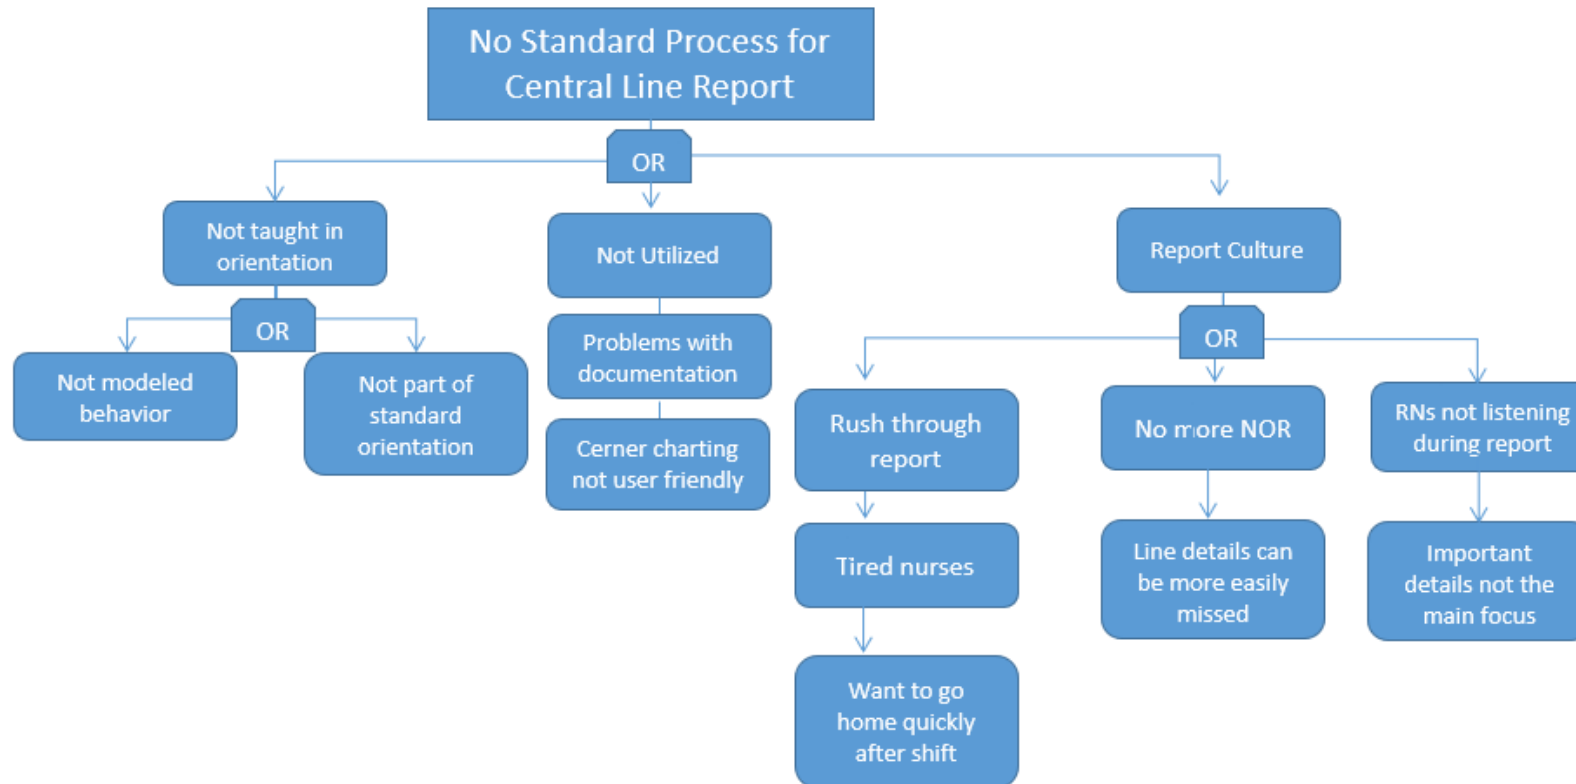 No Standard Process for
Central Line Report
OR
Not taught in
orientation
OR
Not modeled
behavior
Not part of
standard
orientation
Not Utilized
Problems with
documentation
Cerner charting
not user friendly
Report Culture
OR
Rush through
report
Tired nurses
Want to go
home quickly
after shift
No more NOR
Line details can
be more easily
missed
RNs not listening
during report
Important
details not the
main focus